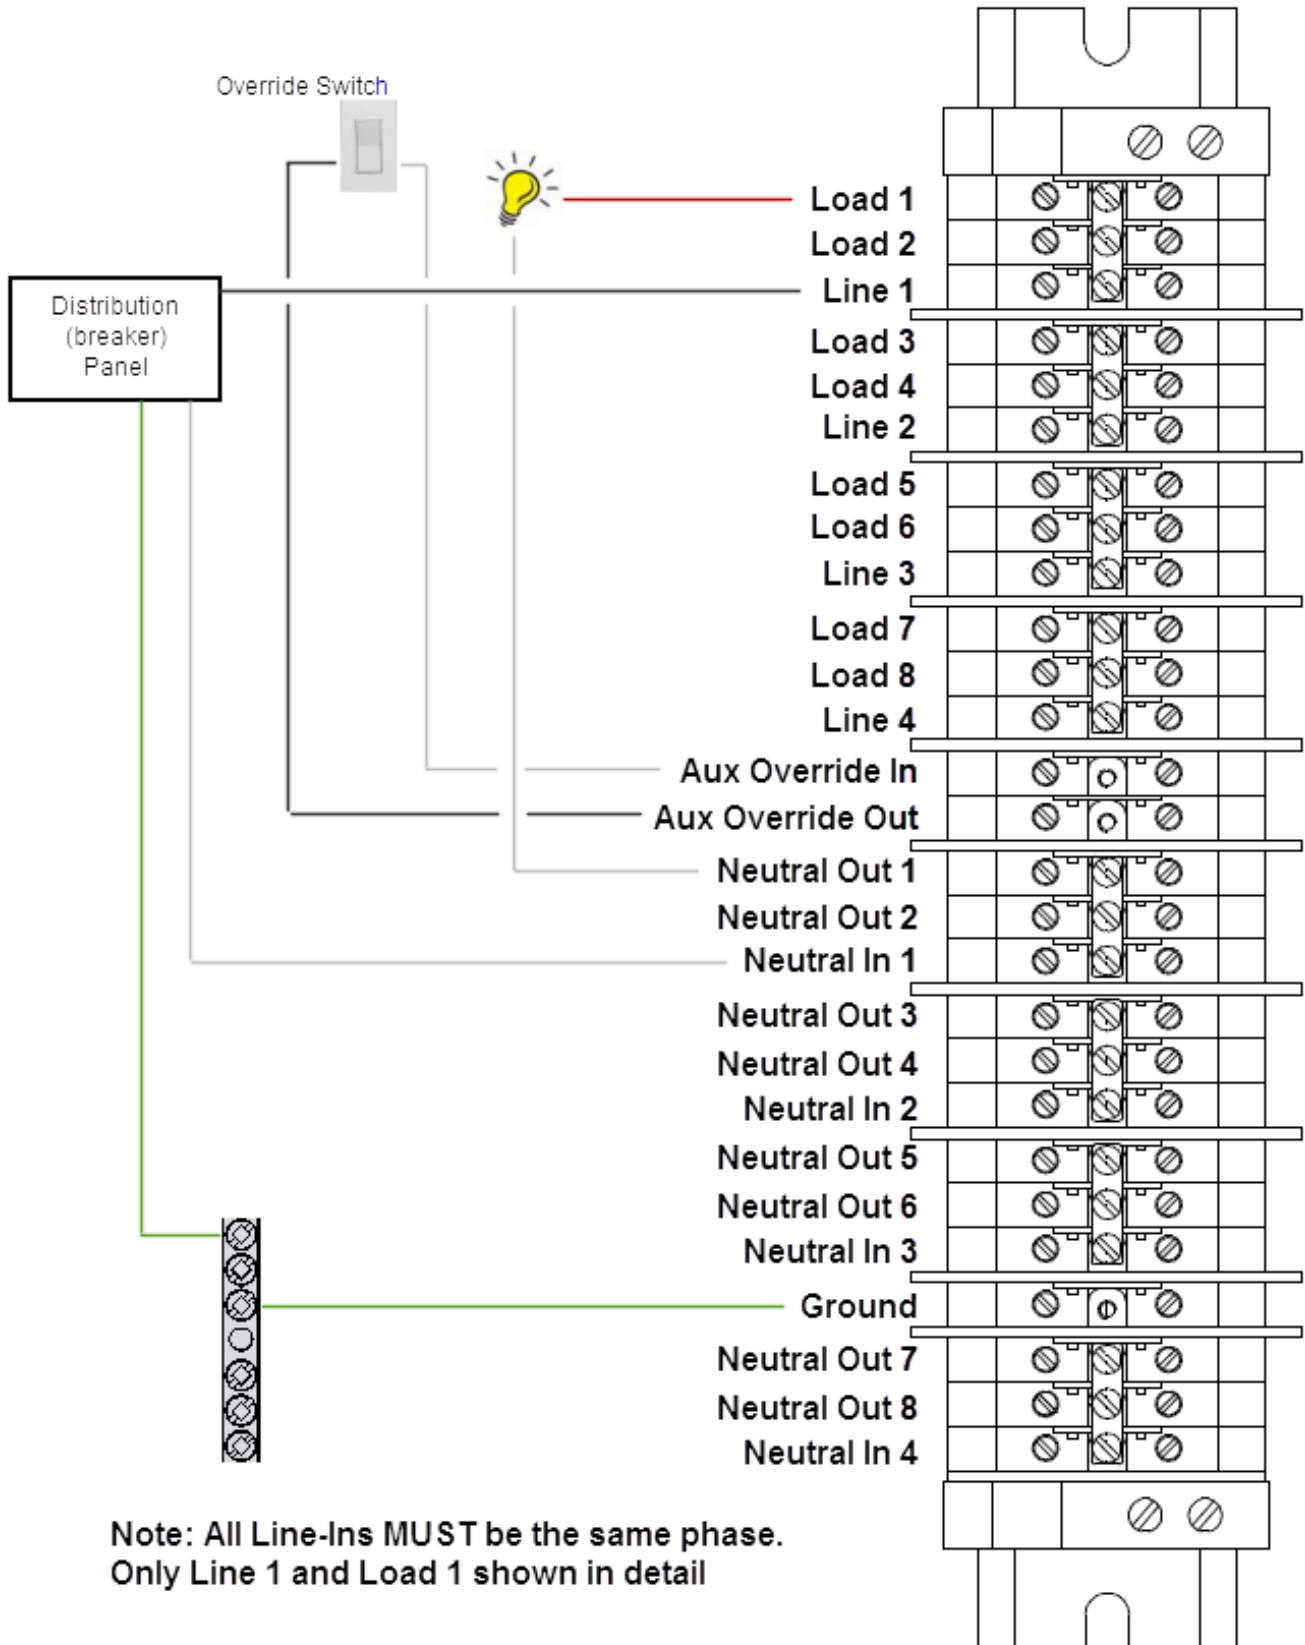 Override Switch
Distribution
(breaker)
Panel
Load 1
Load 2
Line 1
Load 3
Load 4
Line 2
Load 5
Load 6
Line 3
Load 7
Load 8
Line 4
Aux Override In
Aux Override Out
Neutral Out 1
Neutral Out 2
Neutral In 1
Neutral Out 3
Neutral Out 4
Neutral In 2
Neutral Out 5
Neutral Out 6
Neutral In 3
Ground
Neutral Out 7
Neutral Out 8
Neutral In 4
Note: All Line-Ins MUST be the same phase.
Only Line 1 and Load 1 shown in detail